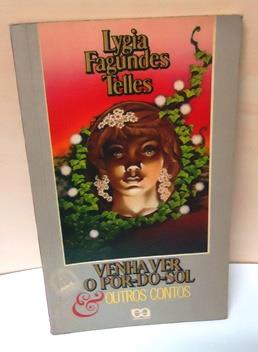 Lygia
Fagundes
Telles
VENHA VER
O PÔR-DO-SOL
& OUTROS CONTOS